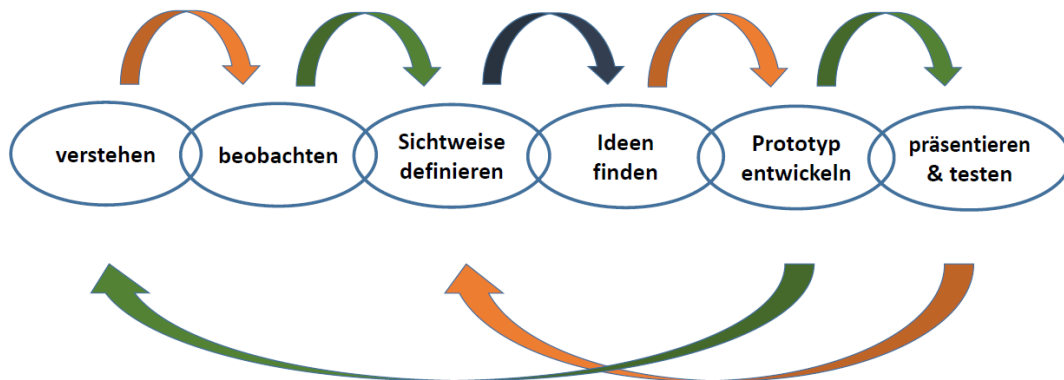 verstehen
beobachten
Sichtweise
definieren
Ideen
finden
Prototyp
entwickeln
präsentieren
& testen